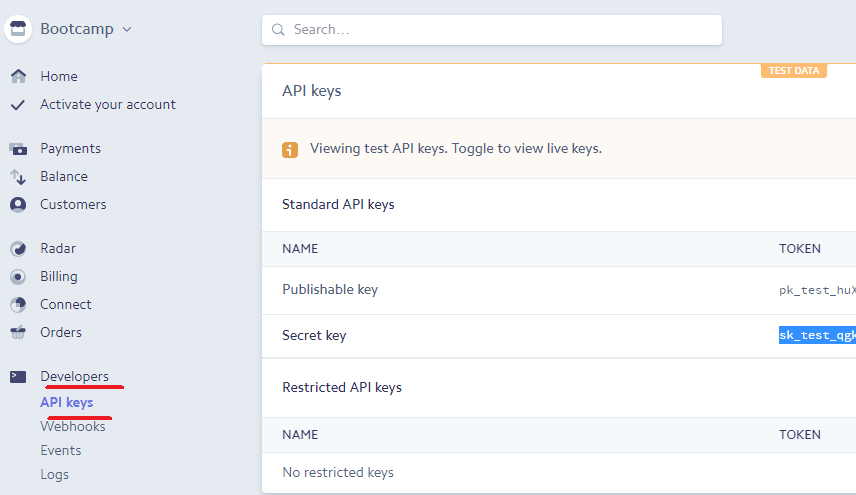 Bootcamp
Search...
Home
Activate your account
Payments
Balance
Customers
Radar
Billing
Connect
Orders
Developers
API keys
Webhooks
Events
Logs
TEST DATA
API keys
Viewing test API keys. Toggle to view live keys.
Standard API keys
NAME TOKEN
Publishable key pk_test_huX
Secret key sk_test_qgk
Restricted API keys
NAME TOKEN
No restricted keys